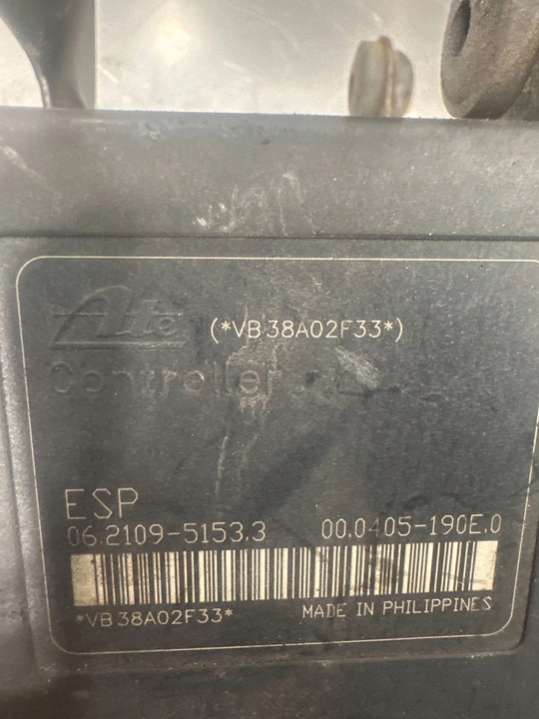 Ate (*VB38A02F33*)
Controller
ESP
06.2109-5153.3 00.0405-190E.0
*VB38A02F33* MADE IN PHILIPPINES